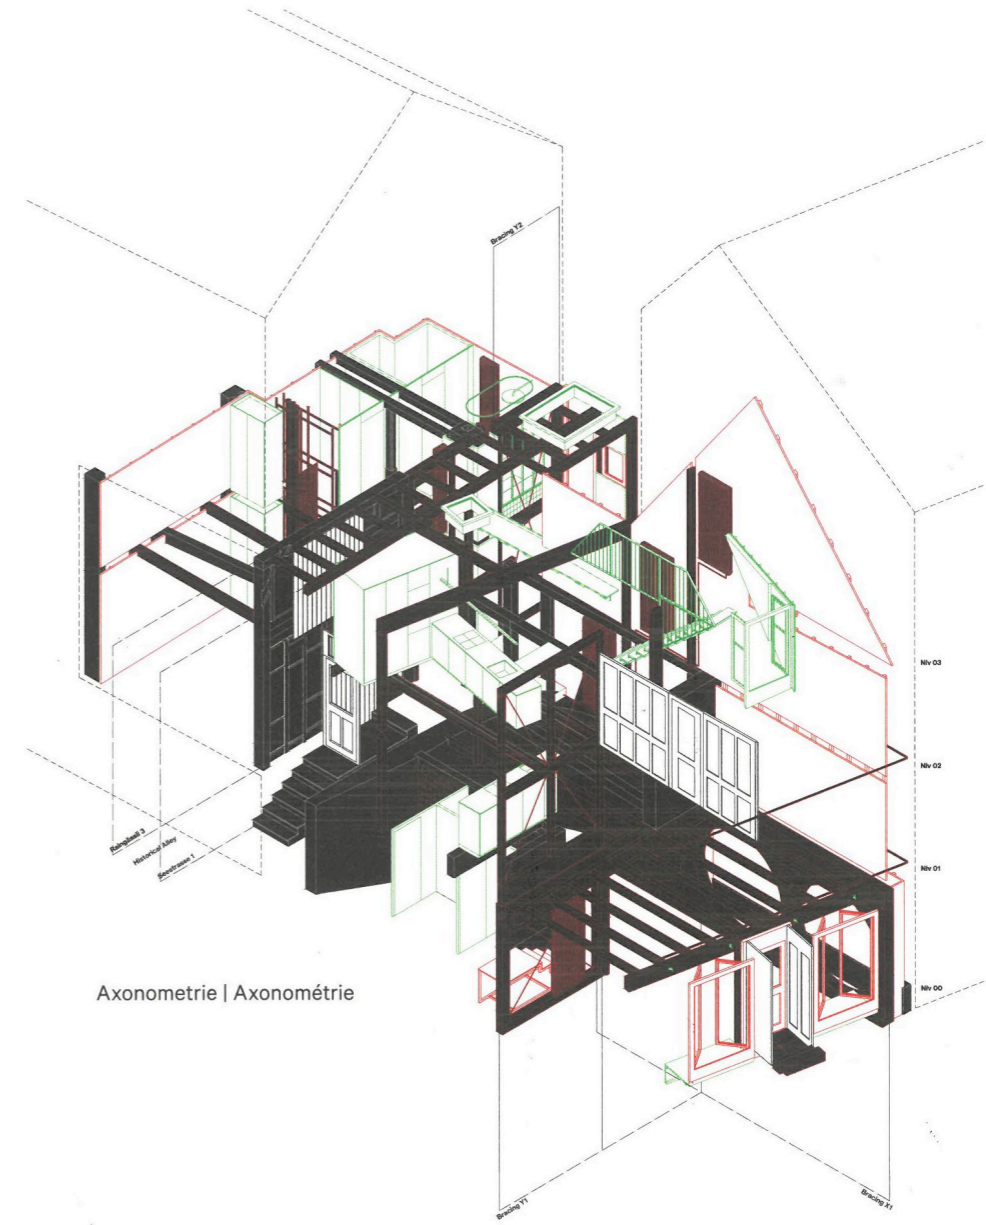 Bracing Y2
Niv 03
Niv 02
Raingässli 3
Historical Alley
Seestrasse 1
Niv 01
Niv 00
Axonometrie | Axonométrie
Bracing Y1
Bracing X1